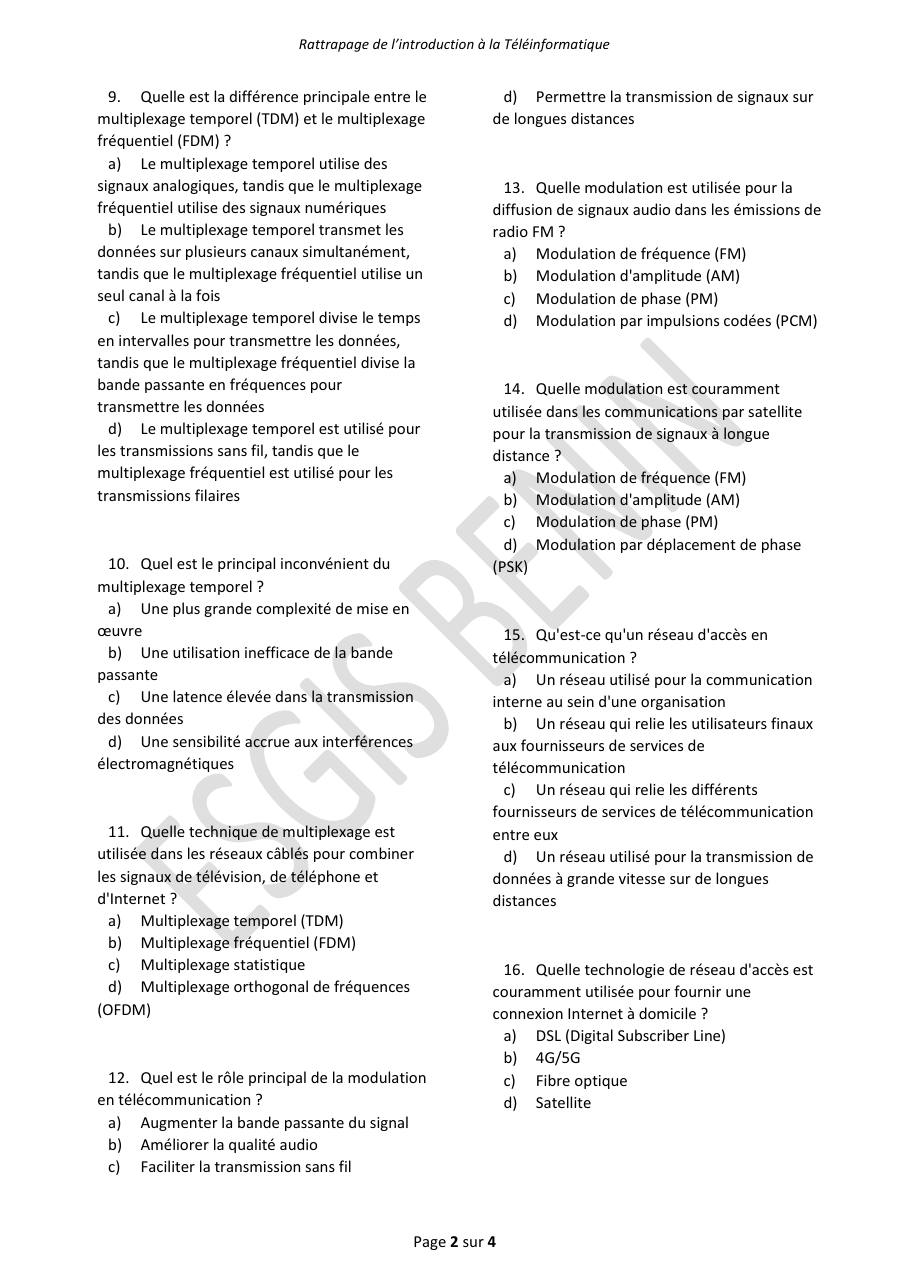 Rattrapage de l'introduction à la Téléinformatique
9. Quelle est la différence principale entre le
multiplexage temporel (TDM) et le multiplexage
fréquentiel (FDM) ?
a) Le multiplexage temporel utilise des
signaux analogiques, tandis que le multiplexage
fréquentiel utilise des signaux numériques
b) Le multiplexage temporel transmet les
données sur plusieurs canaux simultanément,
tandis que le multiplexage fréquentiel utilise un
seul canal à la fois
c) Le multiplexage temporel divise le temps
en intervalles pour transmettre les données,
tandis que le multiplexage fréquentiel divise la
bande passante en fréquences pour
transmettre les données
d) Le multiplexage temporel est utilisé pour
les transmissions sans fil, tandis que le
multiplexage fréquentiel est utilisé pour les
transmissions filaires
10. Quel est le principal inconvénient du
multiplexage temporel ?
a) Une plus grande complexité de mise en
œuvre
b) Une utilisation inefficace de la bande
passante
c) Une latence élevée dans la transmission
des données
d) Une sensibilité accrue aux interférences
électromagnétiques
11. Quelle technique de multiplexage est
utilisée dans les réseaux câblés pour combiner
les signaux de télévision, de téléphone et
d'Internet ?
a) Multiplexage temporel (TDM)
b) Multiplexage fréquentiel (FDM)
c) Multiplexage statistique
d) Multiplexage orthogonal de fréquences
(OFDM)
12. Quel est le rôle principal de la modulation
en télécommunication ?
a) Augmenter la bande passante du signal
b) Améliorer la qualité audio
c) Faciliter la transmission sans fil
d) Permettre la transmission de signaux sur
de longues distances
13. Quelle modulation est utilisée pour la
diffusion de signaux audio dans les émissions de
radio FM ?
a) Modulation de fréquence (FM)
b) Modulation d'amplitude (AM)
c) Modulation de phase (PM)
d) Modulation par impulsions codées (PCM)
14. Quelle modulation est couramment
utilisée dans les communications par satellite
pour la transmission de signaux à longue
distance ?
a) Modulation de fréquence (FM)
b) Modulation d'amplitude (AM)
c) Modulation de phase (PM)
d) Modulation par déplacement de phase
(PSK)
15. Qu'est-ce qu'un réseau d'accès en
télécommunication ?
a) Un réseau utilisé pour la communication
interne au sein d'une organisation
b) Un réseau qui relie les utilisateurs finaux
aux fournisseurs de services de
télécommunication
c) Un réseau qui relie les différents
fournisseurs de services de télécommunication
entre eux
d) Un réseau utilisé pour la transmission de
données à grande vitesse sur de longues
distances
16. Quelle technologie de réseau d'accès est
couramment utilisée pour fournir une
connexion Internet à domicile ?
a) DSL (Digital Subscriber Line)
b) 4G/5G
c) Fibre optique
d) Satellite
ESGIS BENIN
Page 2 sur 4